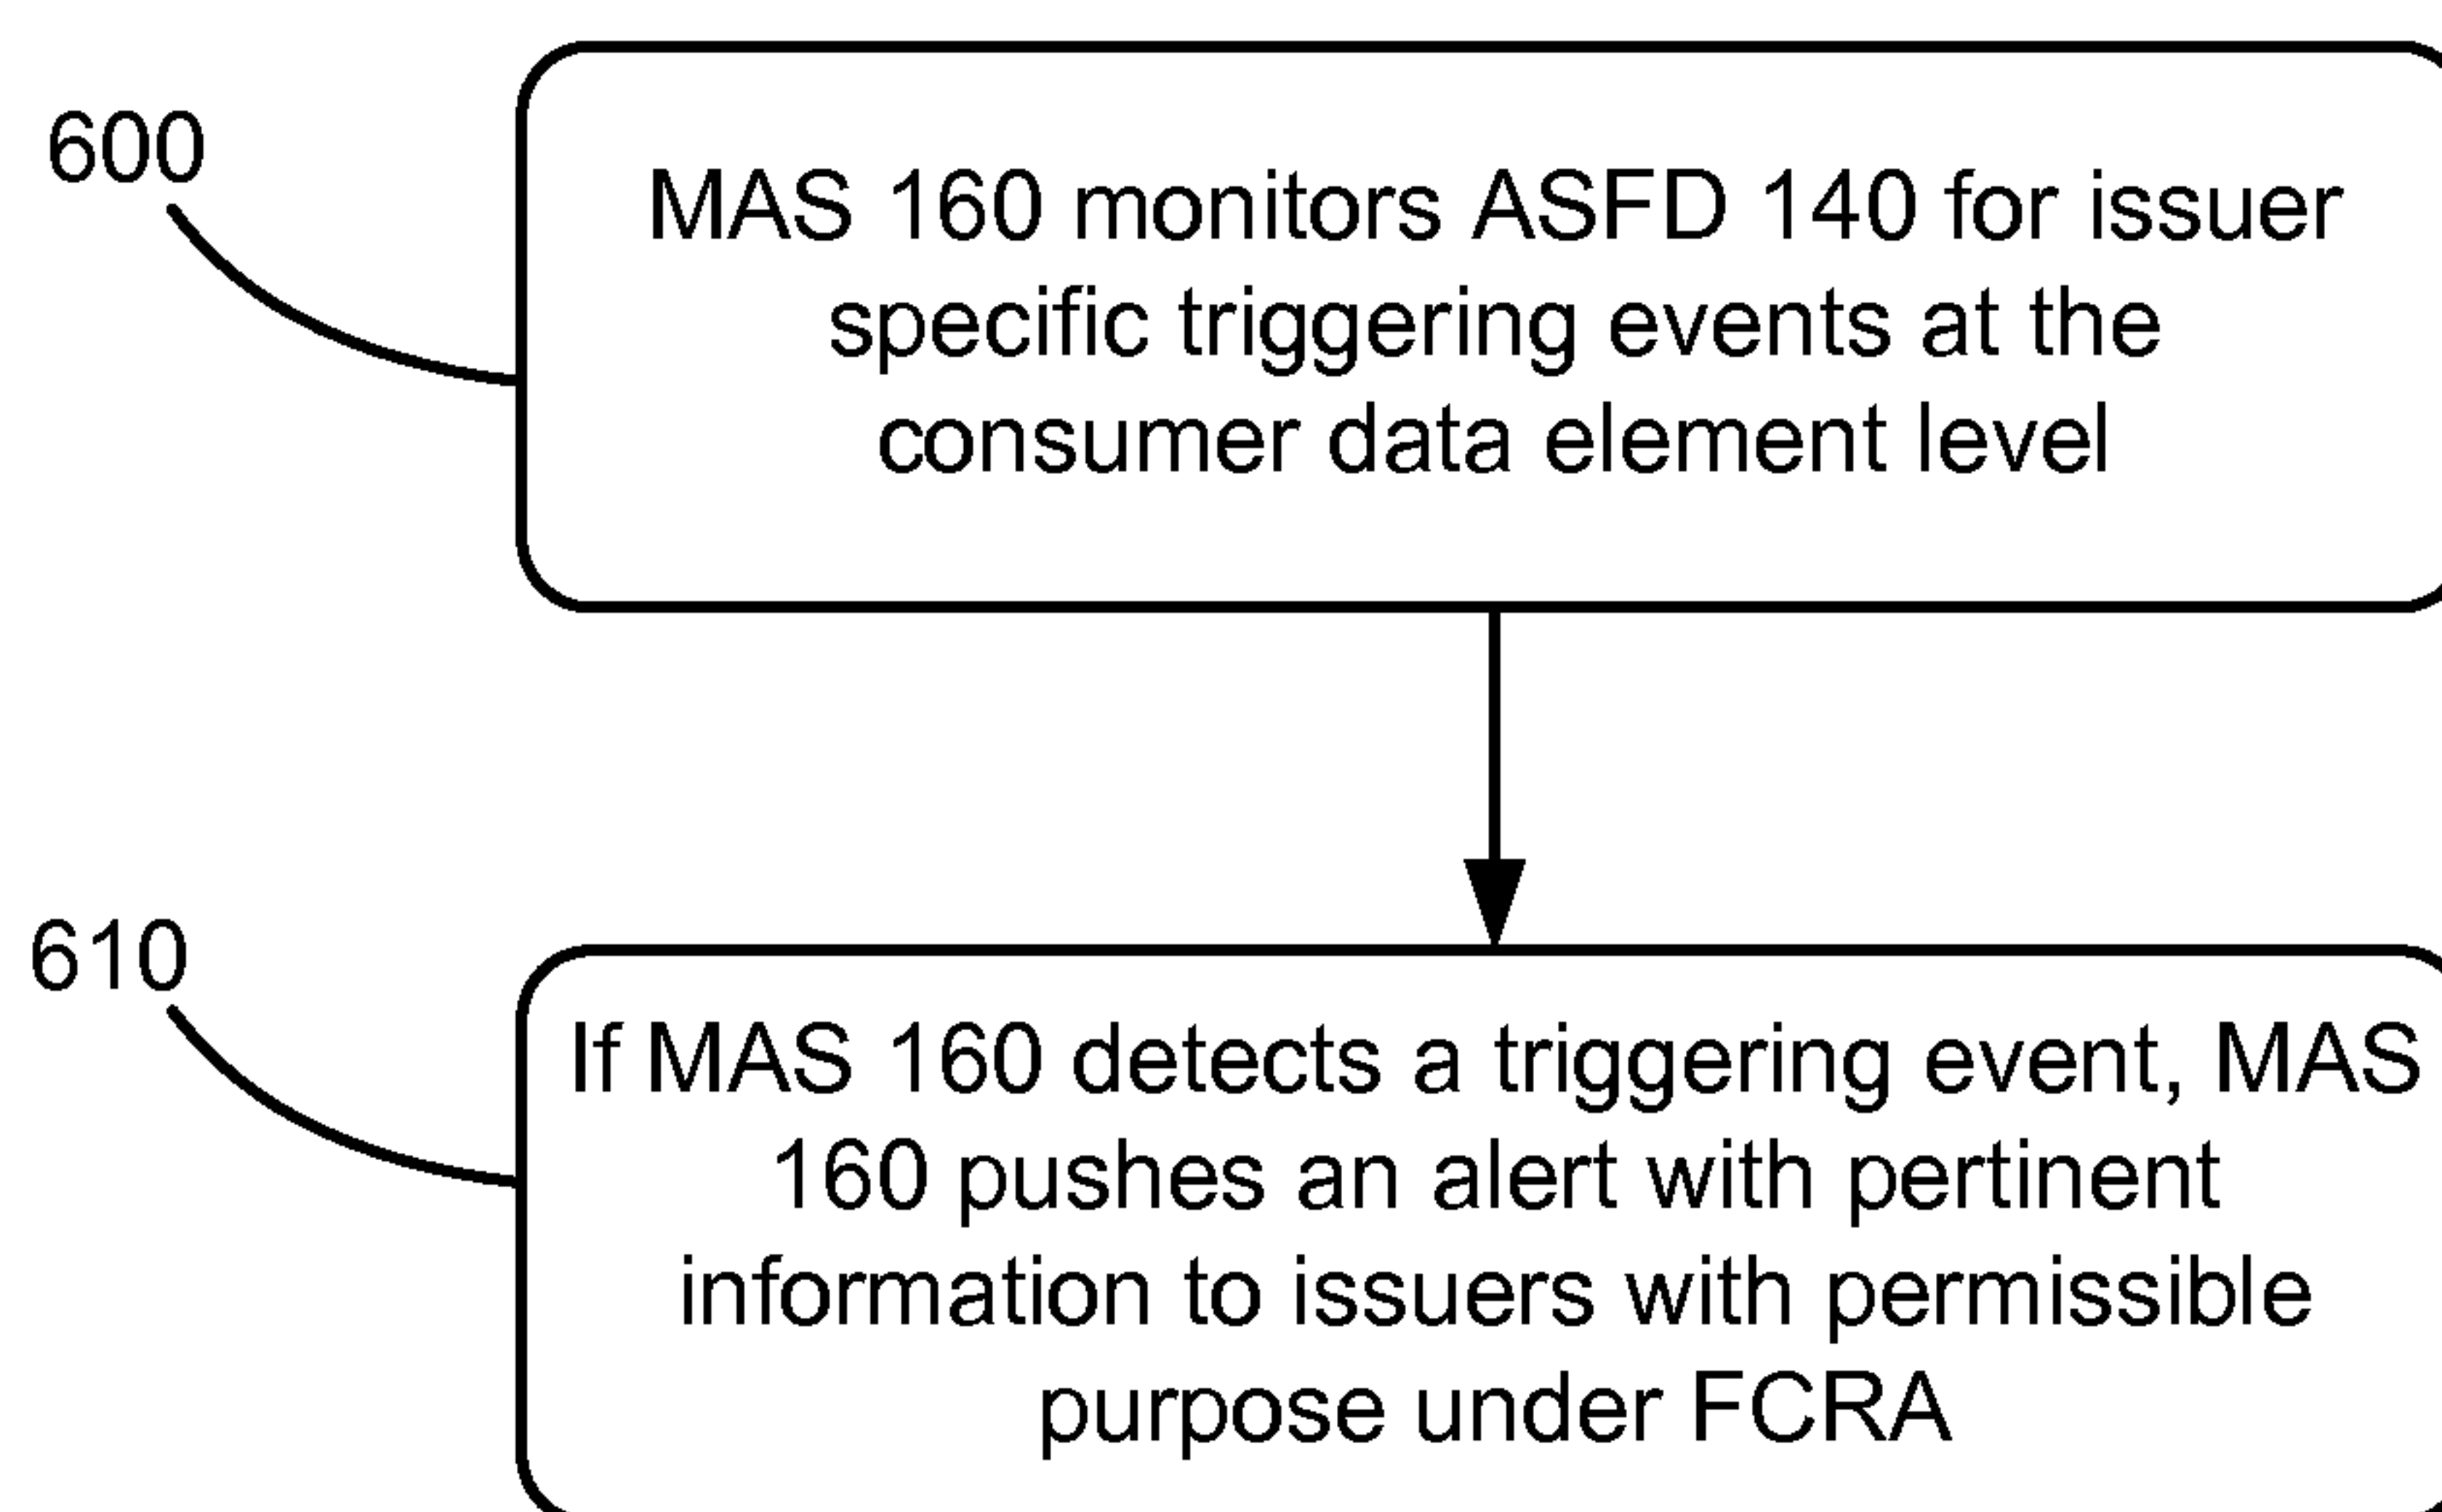 600
MAS 160 monitors ASFD 140 for issuer
specific triggering events at the
consumer data element level
610
If MAS 160 detects a triggering event, MAS
160 pushes an alert with pertinent
information to issuers with permissible
purpose under FCRA